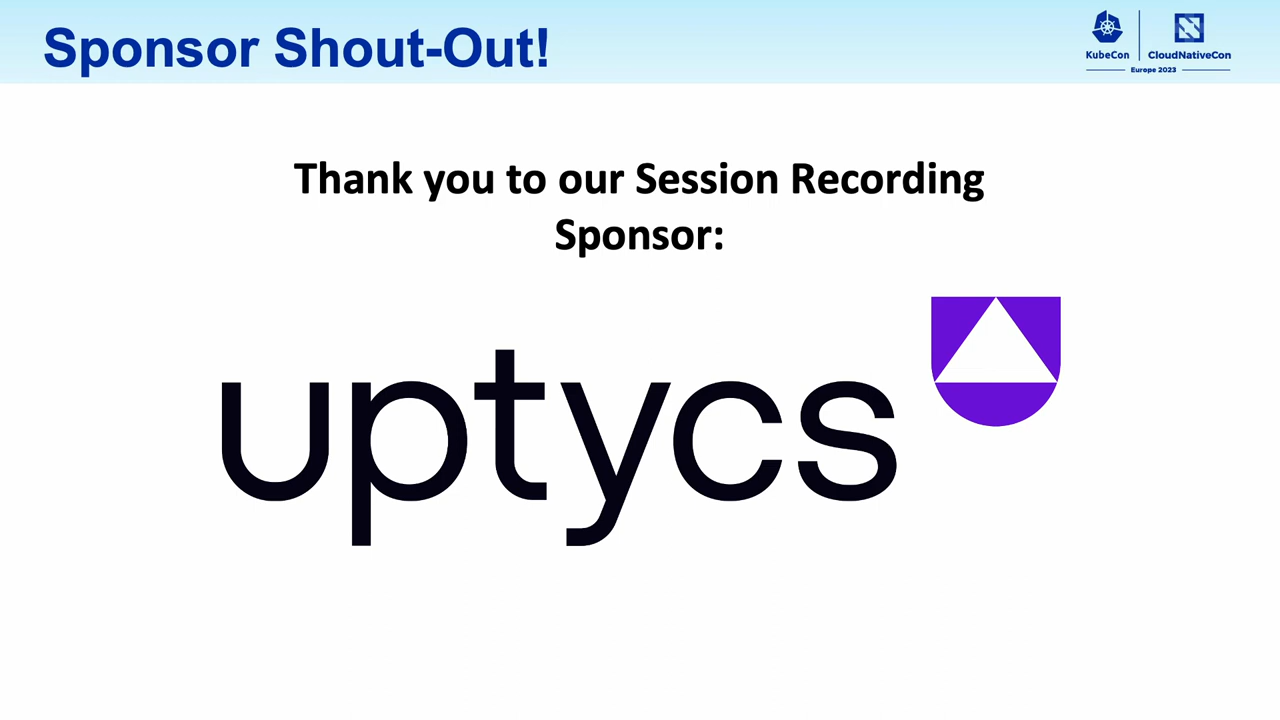 Sponsor Shout-Out!
KubeCon
CloudNativeCon
Europe 2023
Thank you to our Session Recording
Sponsor:
uptycs